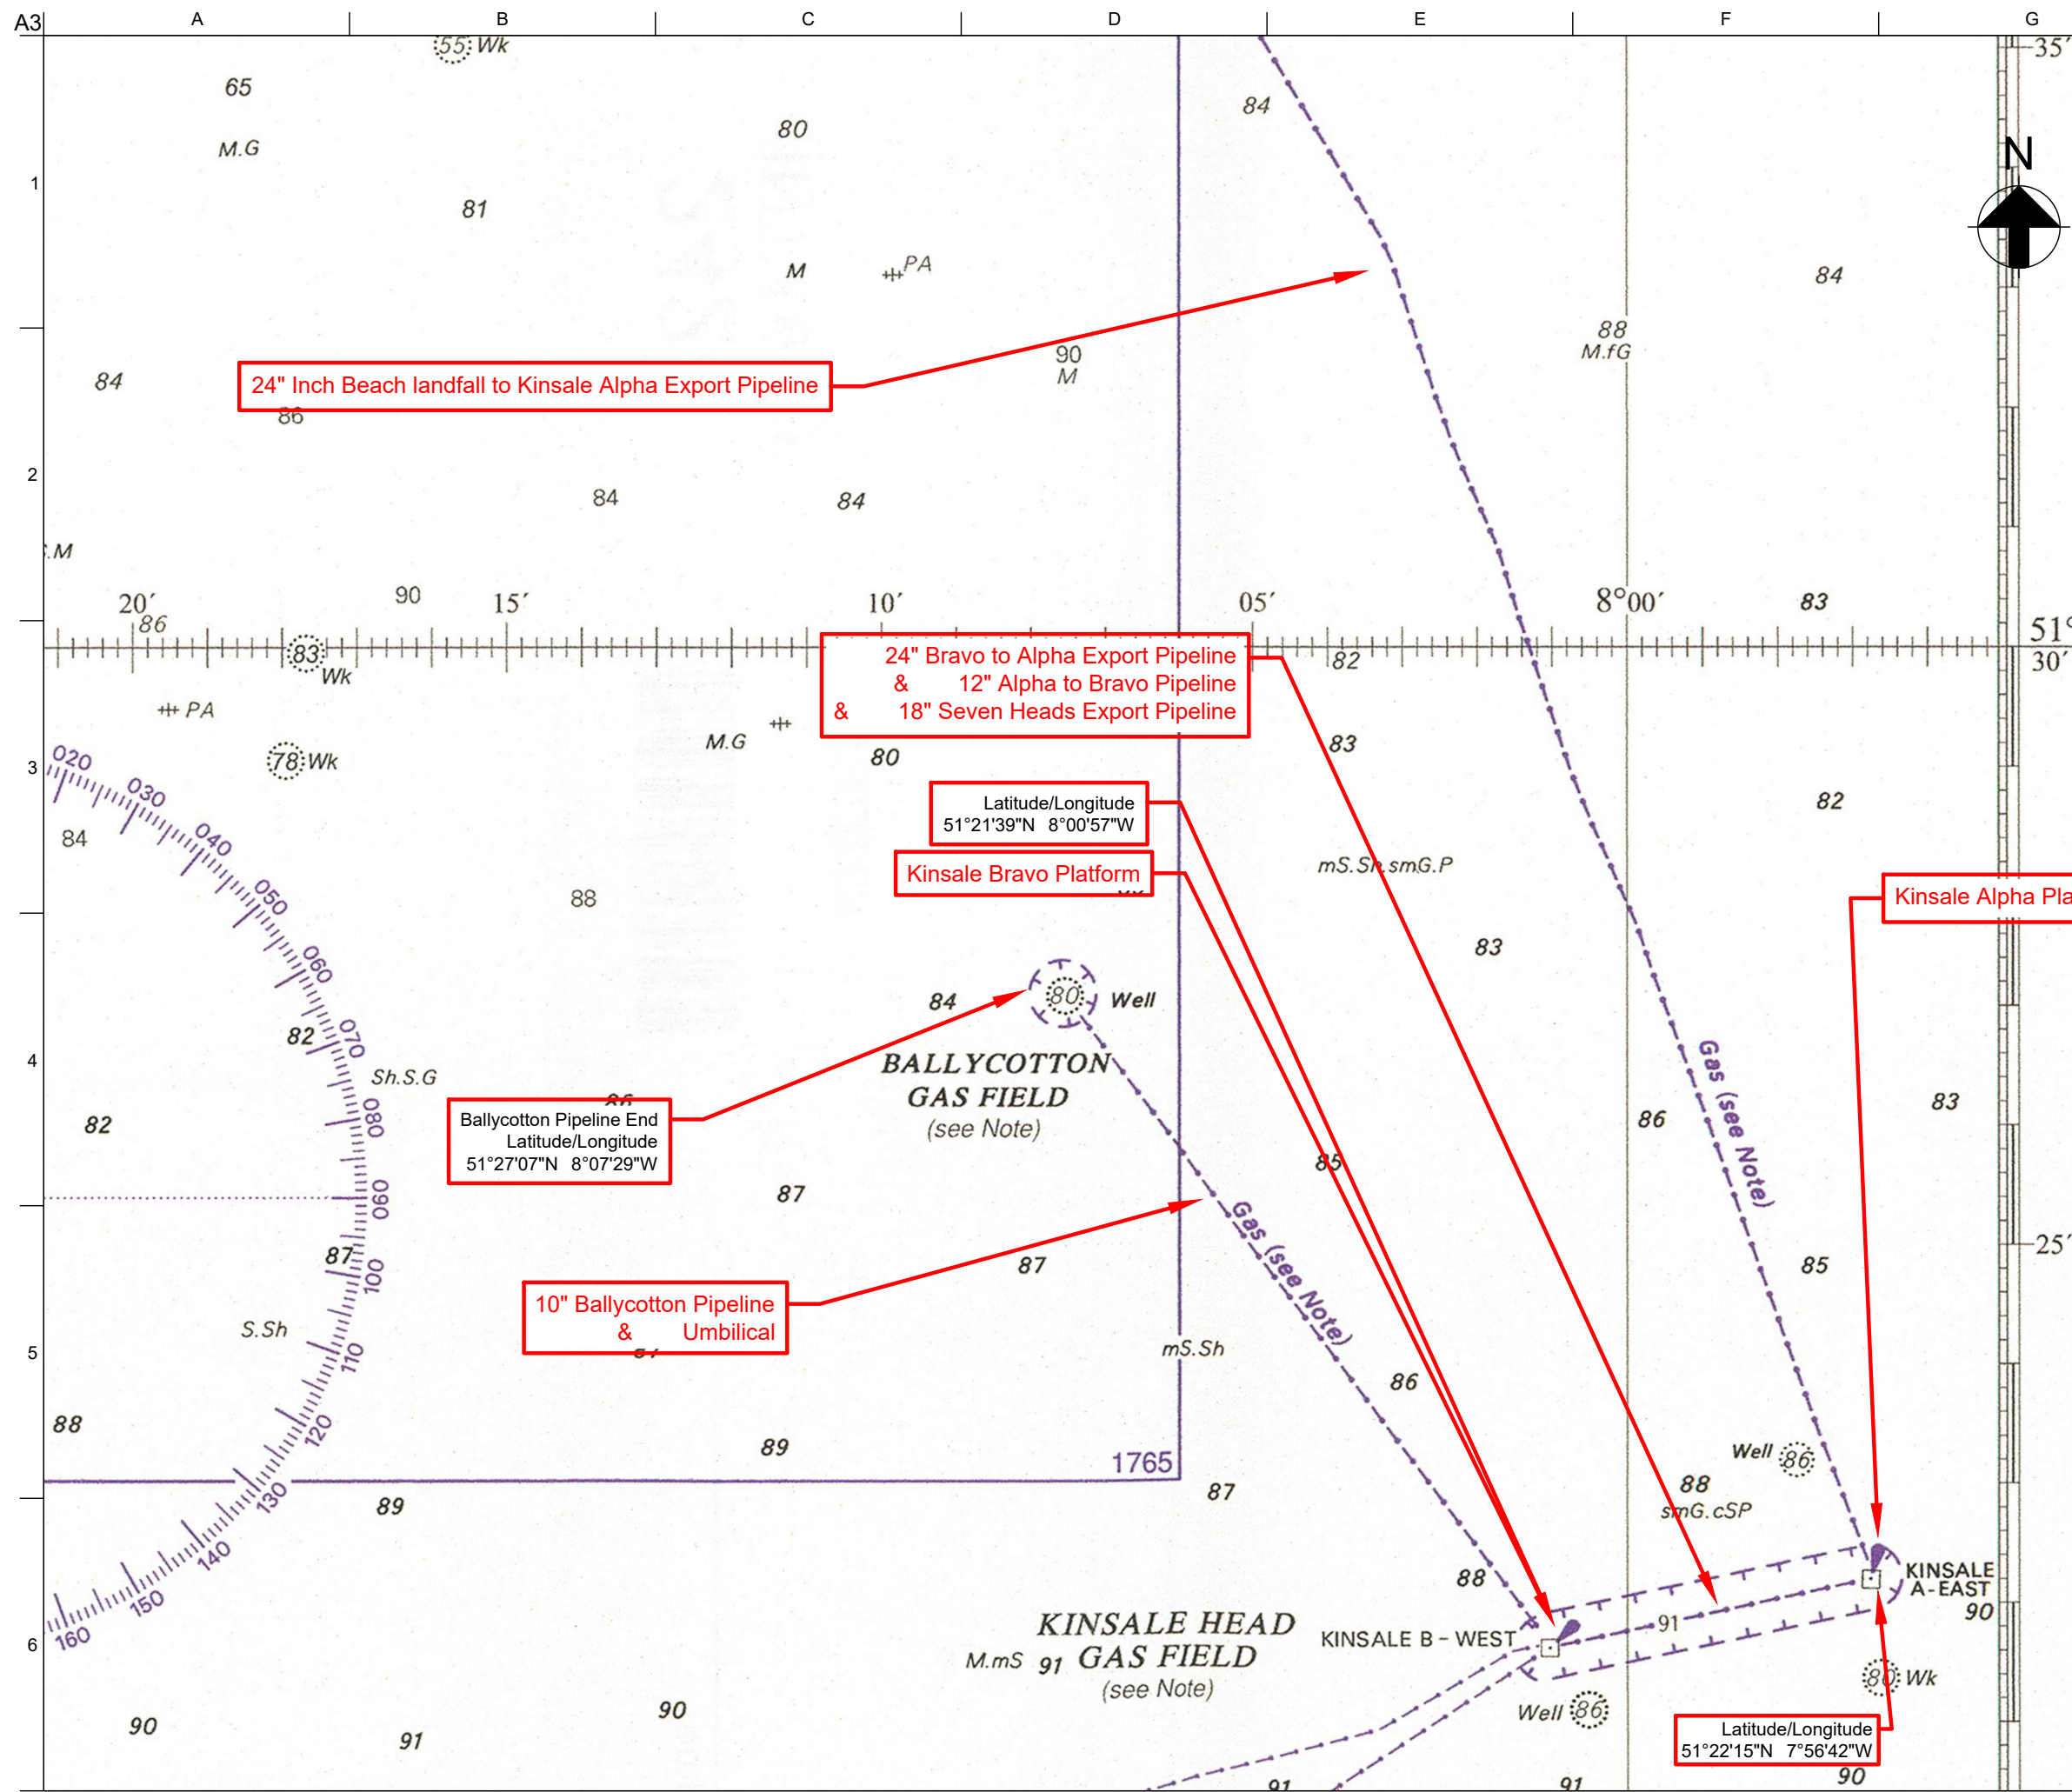 A3
A
B
C
D
E
F
G
55 Wk
35′
65
84
80
M.G
N
1
81
M
PA
84
88
M.fG
90
M
84
24" Inch Beach landfall to Kinsale Alpha Export Pipeline
86
2
84
84
.M
20′
90
15′
10′
05′
8°00′
83
86
51°
30′
83
Wk
24" Bravo to Alpha Export Pipeline
& 12" Alpha to Bravo Pipeline
& 18" Seven Heads Export Pipeline
82
PA
M.G
83
78 Wk
80
3
020
030
040
050
060
070
080
090
100
110
120
130
140
150
160
84
Latitude/Longitude
51°21'39"N 8°00'57"W
82
Kinsale Bravo Platform
mS.Sh.smG.P
Kinsale Alpha Pla
88
83
84
80
Well
82
4
BALLYCOTTON
GAS FIELD
(see Note)
Sh.S.G
Gas (see Note)
83
86
82
Ballycotton Pipeline End
Latitude/Longitude
51°27'07"N 8°07'29"W
85
87
Gas (see Note)
25′
87
87
85
10" Ballycotton Pipeline
& Umbilical
S.Sh
5
mS.Sh
86
88
89
1765
Well 86
87
88
smG.cSP
89
88
KINSALE
A-EAST
90
KINSALE HEAD
GAS FIELD
(see Note)
KINSALE B - WEST
91
6
M.mS
91
80 Wk
Well 86
90
91
90
Latitude/Longitude
51°22'15"N 7°56'42"W
91
91
90